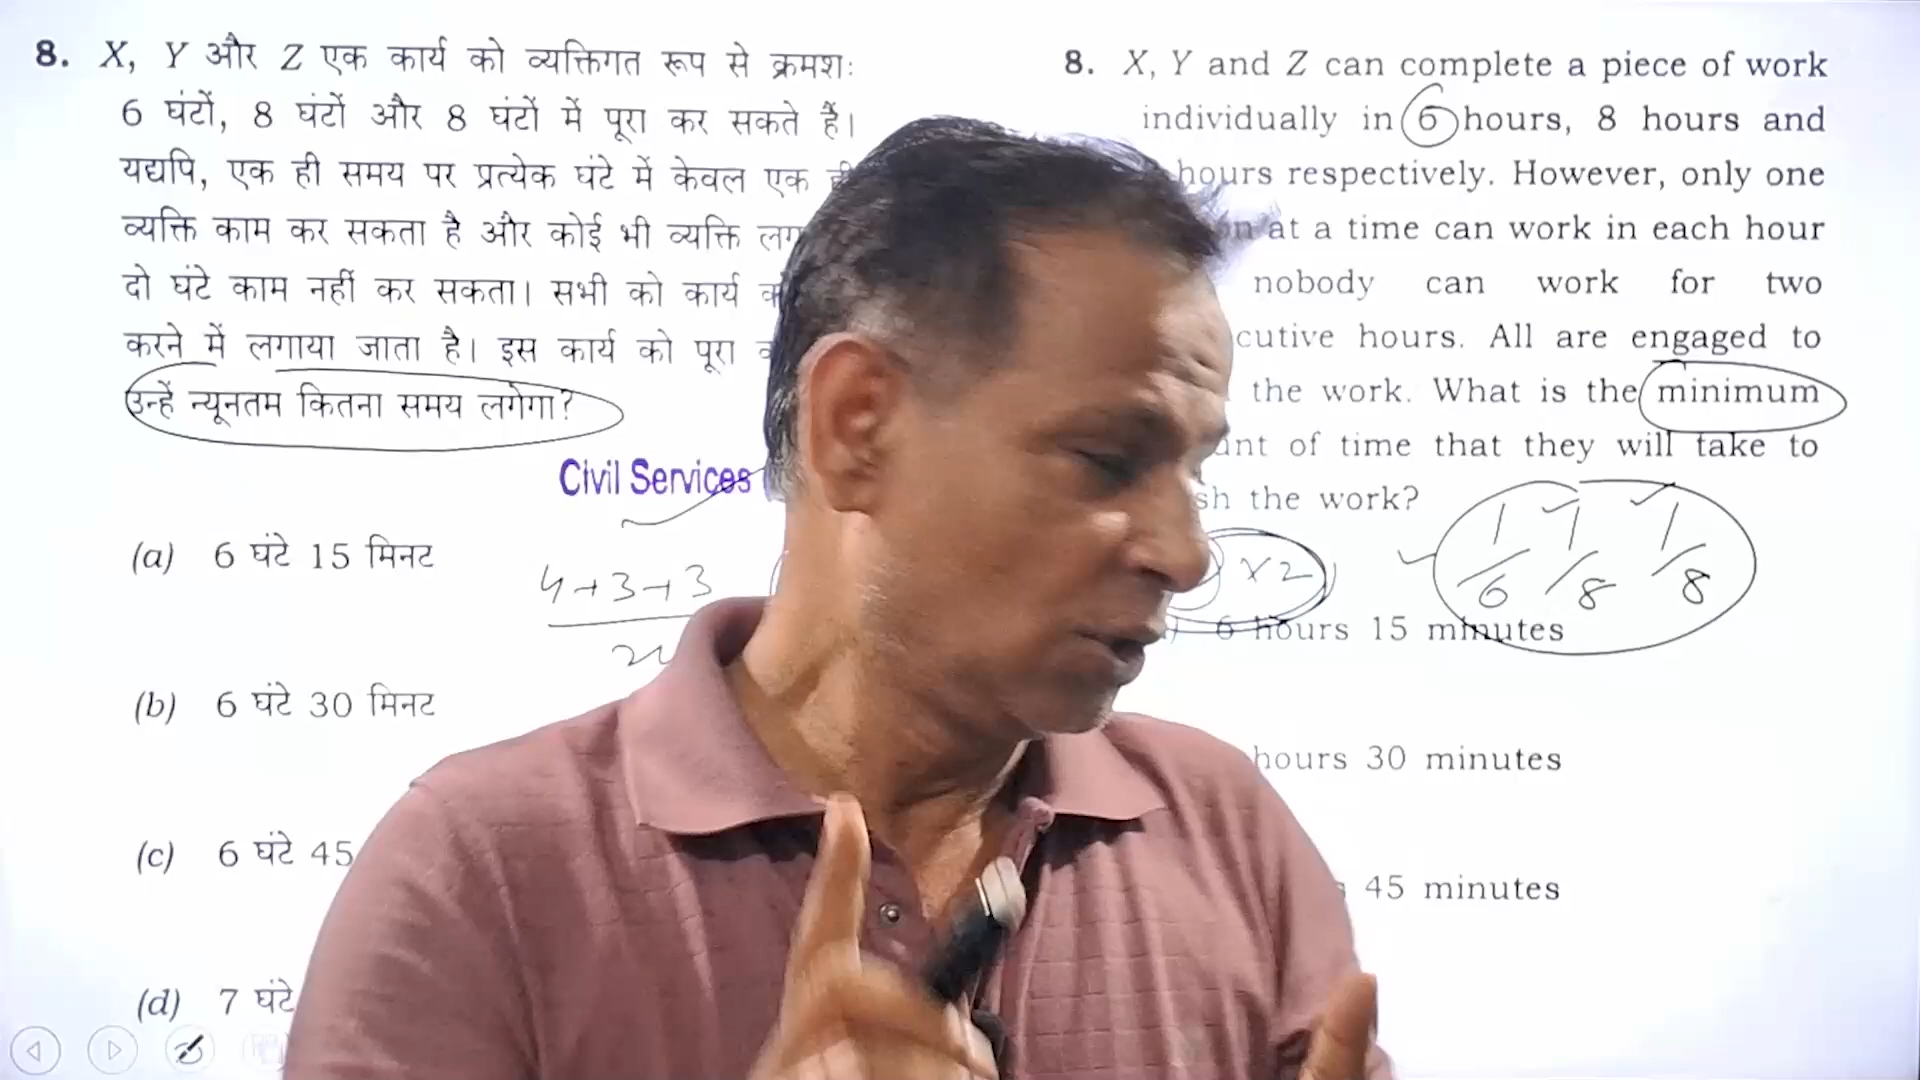 8. X, Y और Z एक कार्य को व्यक्तिगत रूप से क्रमशः
6 घंटों, 8 घंटों और 8 घंटों में पूरा कर सकते हैं।
यद्यपि, एक ही समय पर प्रत्येक घंटे में केवल एक
व्यक्ति काम कर सकता है और कोई भी व्यक्ति
दो घंटे काम नहीं कर सकता। सभी को कार्य
करने में लगाया जाता है। इस कार्य को पूरा
उन्हें न्यूनतम कितना समय लगेगा?
Civil Services
(a) 6 घंटे 15 मिनट
4+3+3
(b) 6 घंटे 30 मिनट
(c) 6 घंटे 45
(d) 7 घंटे
8. X, Y and Z can complete a piece of work
individually in 6 hours, 8 hours and
hours respectively. However, only one
at a time can work in each hour
nobody can work for two
hours. All are engaged to
the work. What is the minimum
of time that they will take to
the work?
×2
1/6 1/8 1/8
6 hours 15 minutes
hours 30 minutes
45 minutes